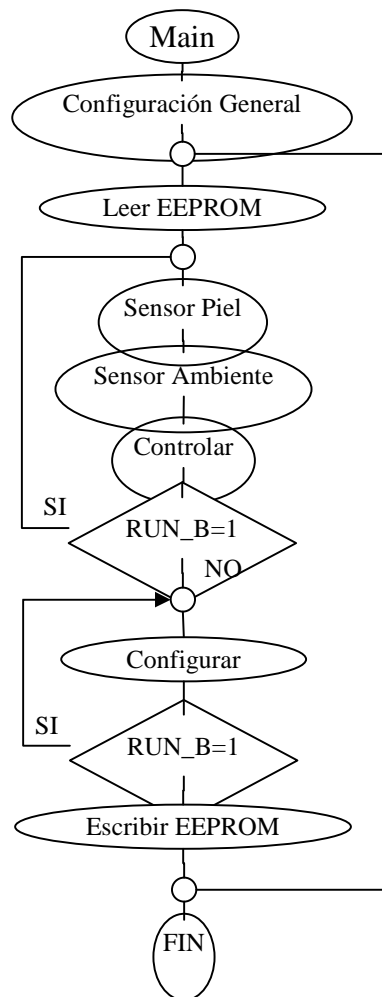 Main
Configuración General
Leer EEPROM
Sensor Piel
Sensor Ambiente
Controlar
SI
RUN_B=1
NO
Configurar
SI
RUN_B=1
Escribir EEPROM
FIN